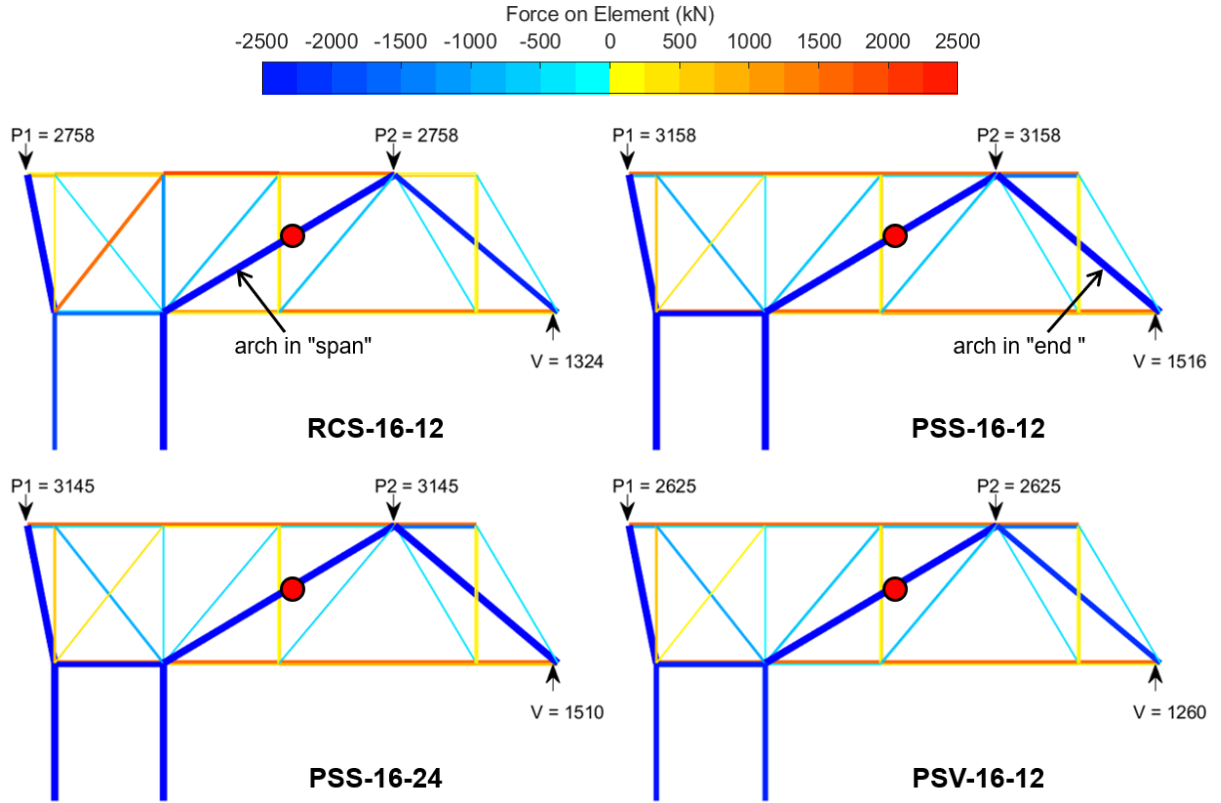 Force on Element (kN)
-2500 -2000 -1500 -1000 -500 0 500 1000 1500 2000 2500
P1 = 2758 P2 = 2758 P1 = 3158 P2 = 3158
arch in "span" arch in "end "
V = 1324 V = 1516
RCS-16-12 PSS-16-12
P1 = 3145 P2 = 3145 P1 = 2625 P2 = 2625
V = 1510 V = 1260
PSS-16-24 PSV-16-12